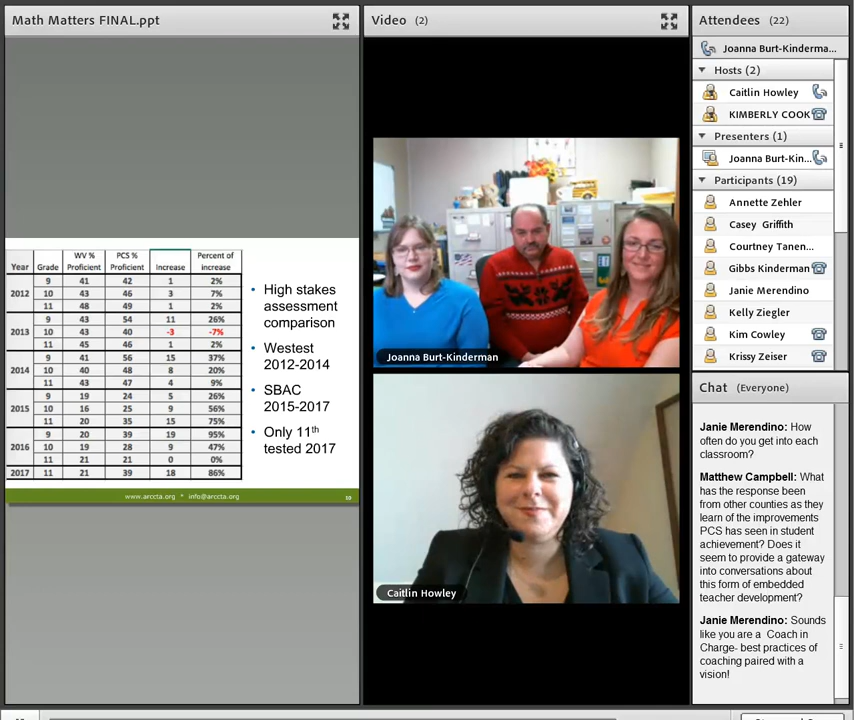 Math Matters FINAL.ppt
WV % PCS % Percent of
Year Grade Proficient Proficient Increase increase
2012 9 41 42 1 2%
10 43 46 3 7%
11 48 49 1 2%
2013 9 43 54 11 26%
10 43 40 -3 -7%
11 45 46 1 2%
2014 9 41 56 15 37%
10 40 48 8 20%
11 43 47 4 9%
2015 9 19 24 5 26%
10 16 25 9 56%
11 20 35 15 75%
2016 9 20 39 19 95%
10 19 28 9 47%
11 21 21 0 0%
2017 11 21 39 18 86%
• High stakes
assessment
comparison
• Westest
2012-2014
• SBAC
2015-2017
• Only 11th
tested 2017
www.arccta.org * info@arccta.org
Video (2)
Joanna Burt-Kinderman
Caitlin Howley
Attendees (22)
Joanna Burt-Kinderma...
Hosts (2)
Caitlin Howley
KIMBERLY COOK
Presenters (1)
Joanna Burt-Kin...
Participants (19)
Annette Zehler
Casey Griffith
Courtney Tanen...
Gibbs Kinderman
Janie Merendino
Kelly Ziegler
Kim Cowley
Krissy Zeiser
Chat (Everyone)
Janie Merendino: How
often do you get into each
classroom?
Matthew Campbell: What
has the response been
from other counties as they
learn of the improvements
PCS has seen in student
achievement? Does it
seem to provide a gateway
into conversations about
this form of embedded
teacher development?
Janie Merendino: Sounds
like you are a Coach in
Charge- best practices of
coaching paired with a
vision!